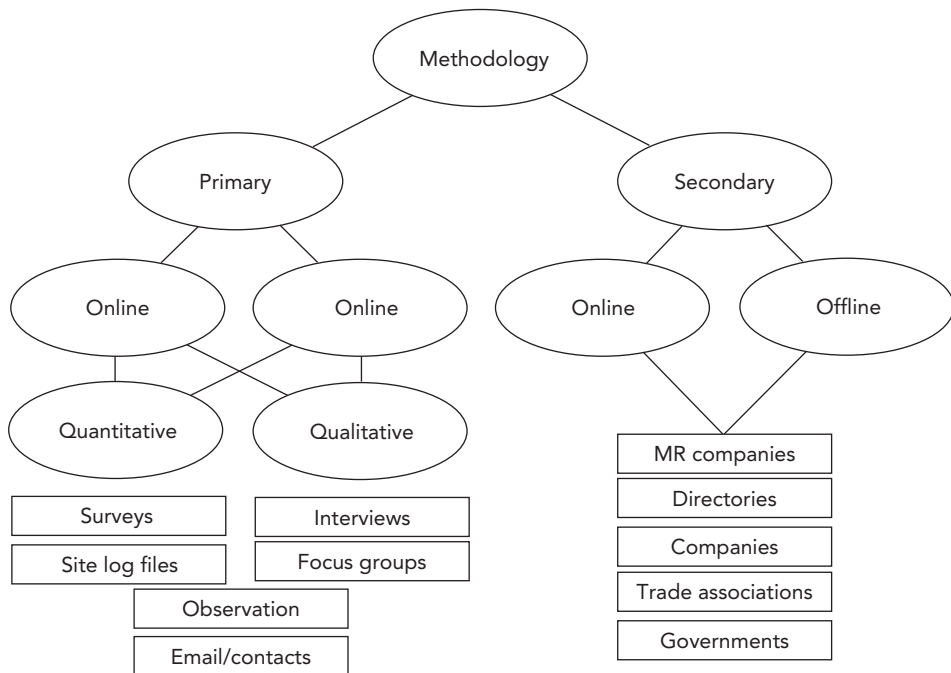 Methodology
Primary
Secondary
Online
Online
Online
Offline
Quantitative
Qualitative
MR companies
Directories
Companies
Trade associations
Governments
Surveys
Interviews
Site log files
Focus groups
Observation
Email/contacts